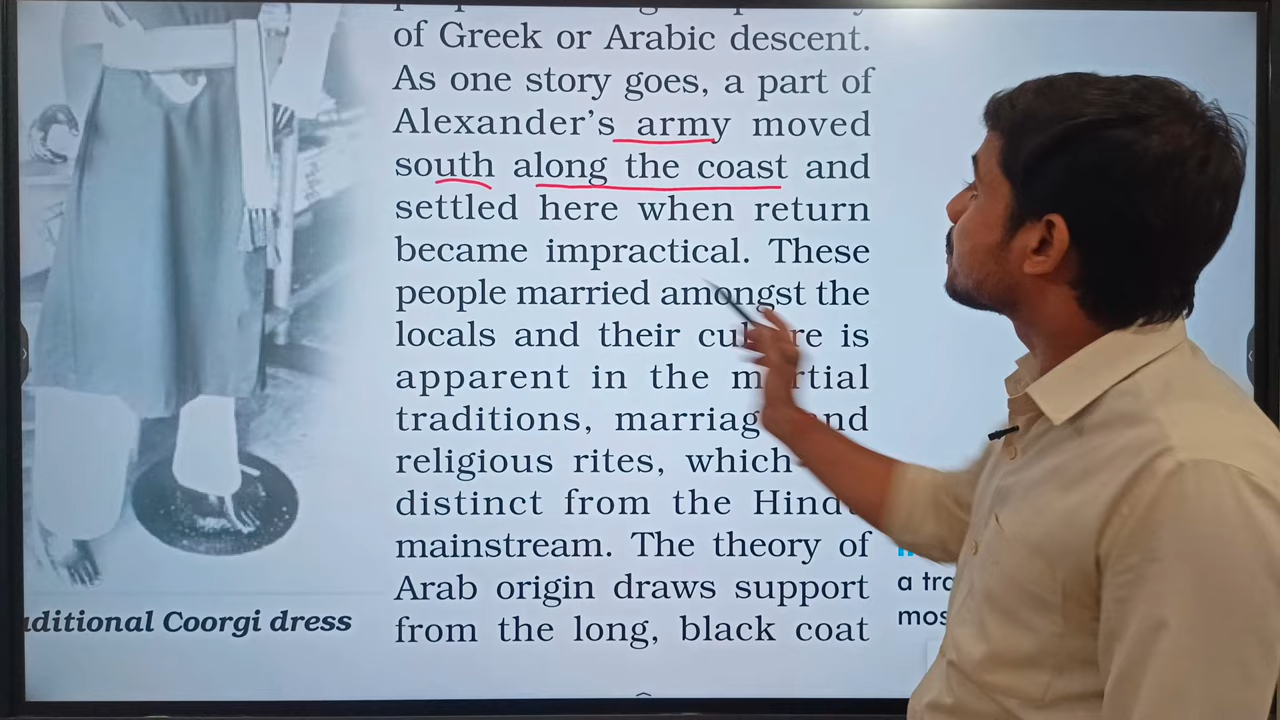 of Greek or Arabic descent.
As one story goes, a part of
Alexander's army moved
south along the coast and
settled here when return
became impractical. These
people married amongst the
locals and their is
apparent in the
traditions, and
religious rites, which
distinct from the
mainstream. The theory of
Arab origin draws support
from the long, black coat
Coorgi dress